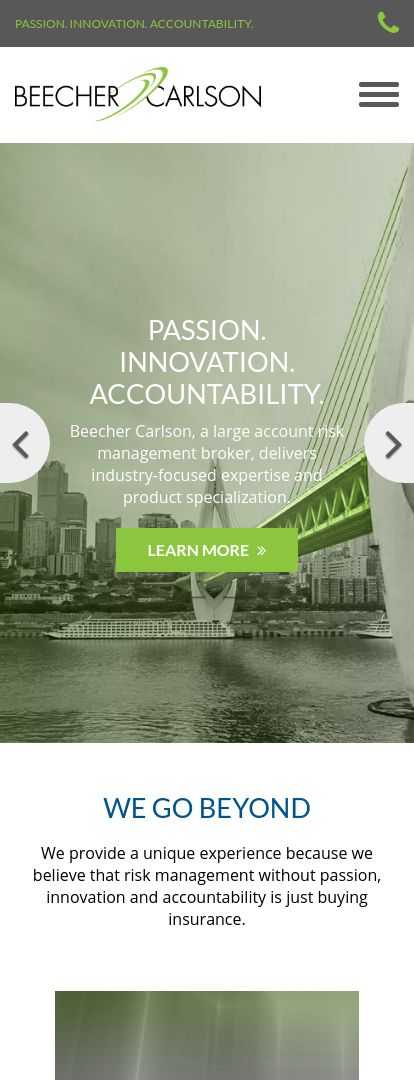 PASSION. INNOVATION. ACCOUNTABILITY.
BEECHER CARLSON
PASSION.
INNOVATION.
ACCOUNTABILITY.
Beecher Carlson, a large account risk
management broker, delivers
industry-focused expertise and
product specialization.
LEARN MORE »
WE GO BEYOND
We provide a unique experience because we
believe that risk management without passion,
innovation and accountability is just buying
insurance.